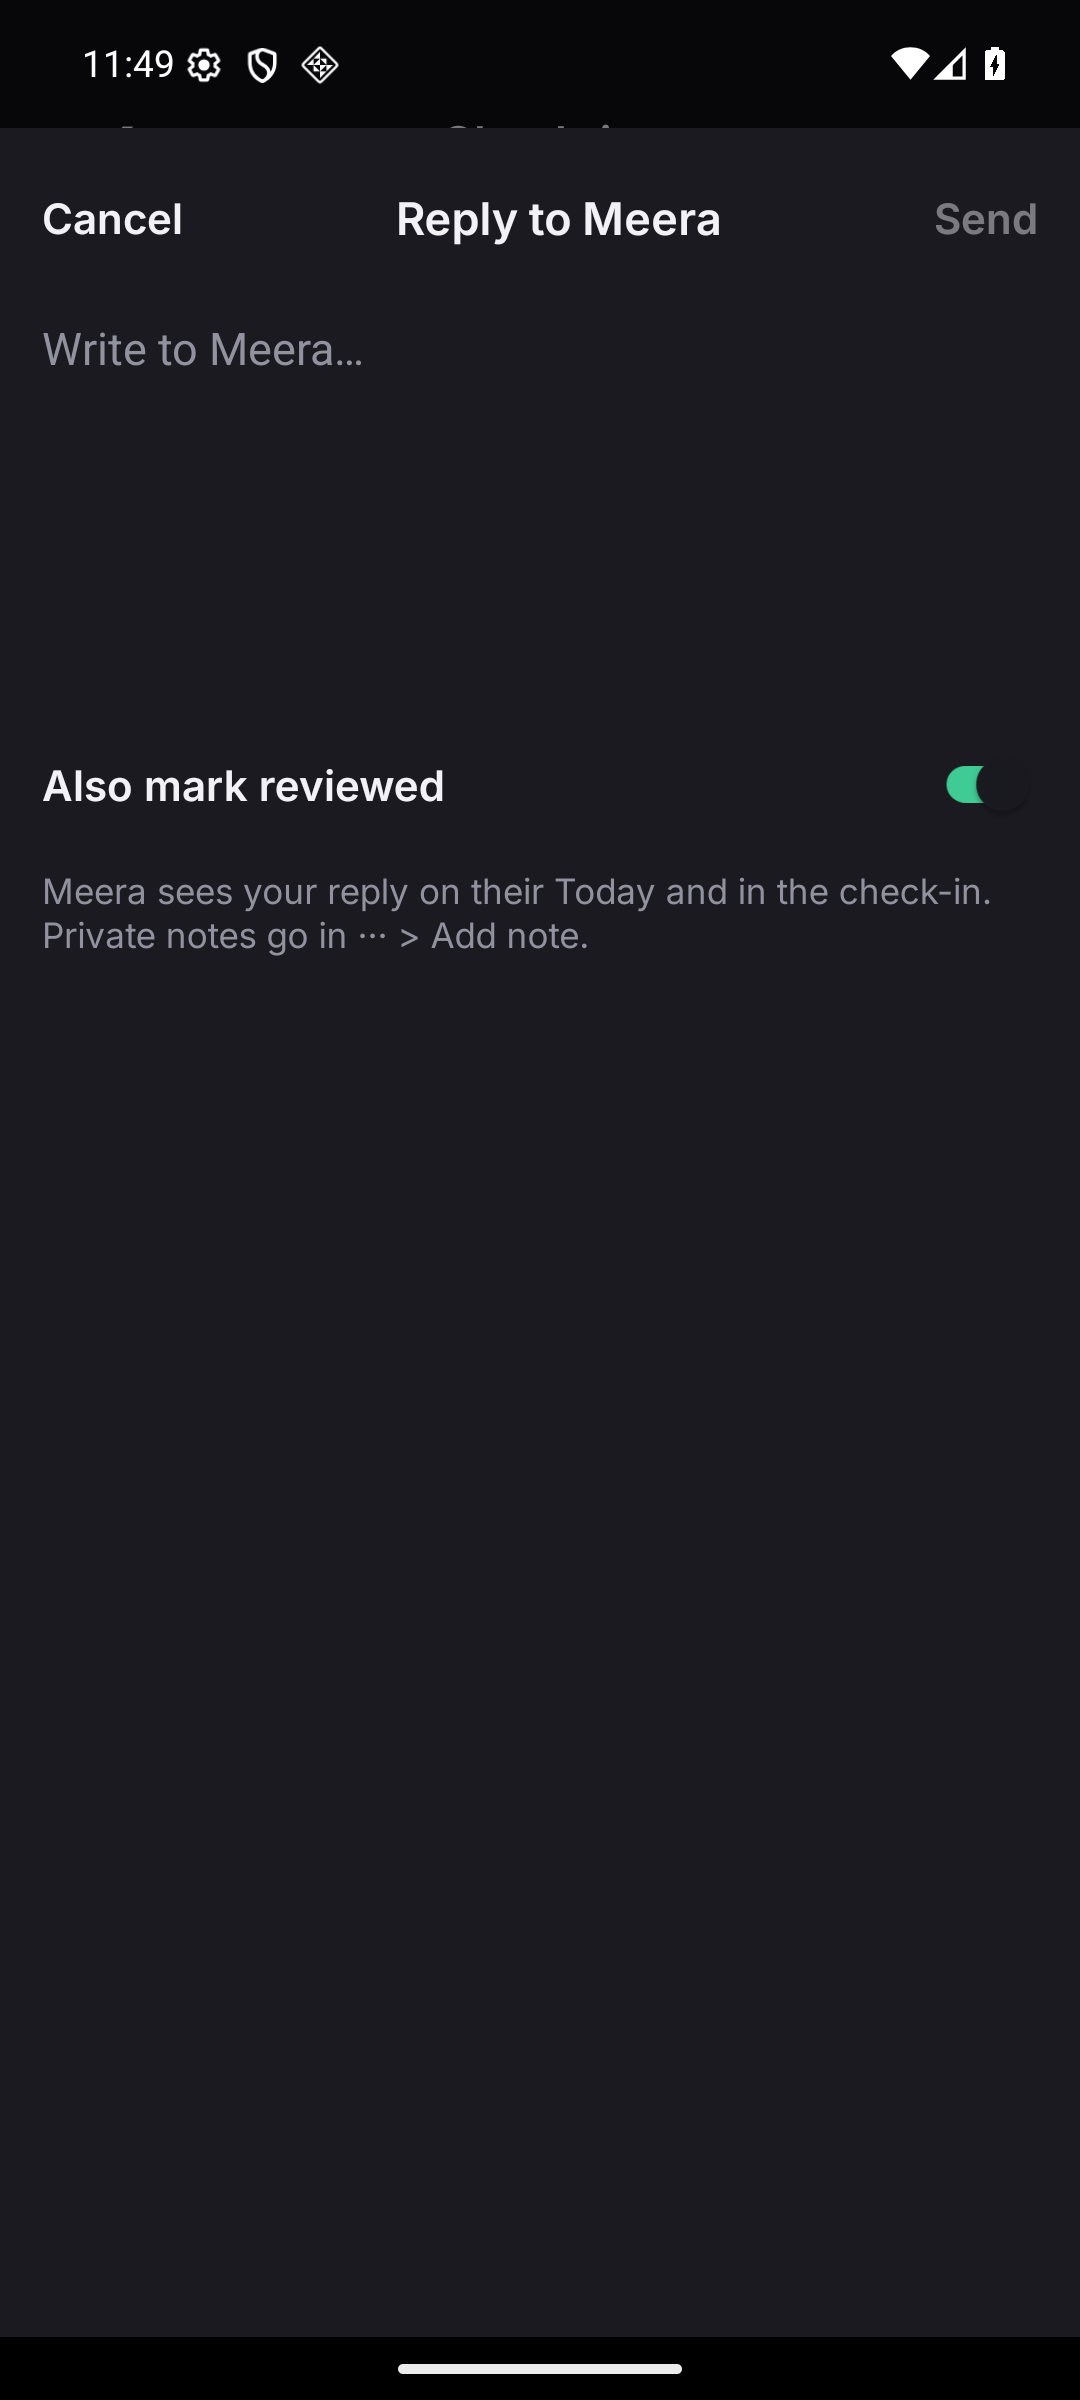 11:49
Cancel
Reply to Meera
Send
Write to Meera…
Also mark reviewed
Meera sees your reply on their Today and in the check-in.
Private notes go in ··· > Add note.